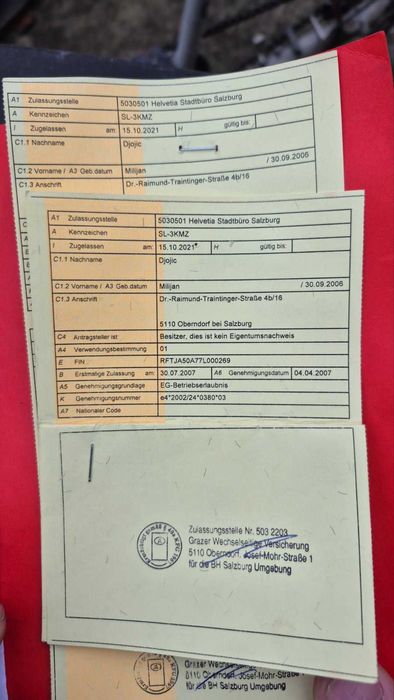 A1 Zulassungsstelle 5030501 Helvetia Stadtbüro Salzburg
A Kennzeichen SL-3KMZ
I Zugelassen am: 15.10.2021 H gültig bis:
C1.1 Nachname Djojic
C1.2 Vorname / A3 Geb.datum Milijan / 30.09.2006
C1.3 Anschrift Dr.-Raimund-Traintinger-Straße 4b/16
A1 Zulassungsstelle 5030501 Helvetia Stadtbüro Salzburg
A Kennzeichen SL-3KMZ
I Zugelassen am: 15.10.2021 H gültig bis:
C1.1 Nachname Djojic
C1.2 Vorname / A3 Geb.datum Milijan / 30.09.2006
C1.3 Anschrift Dr.-Raimund-Traintinger-Straße 4b/16
5110 Oberndorf bei Salzburg
C4 Antragsteller ist Besitzer, dies ist kein Eigentumsnachweis
A4 Verwendungsbestimmung 01
E FIN RFTJA50A77L000269
B Erstmalige Zulassung am: 30.07.2007 A6 Genehmigungsdatum 04.04.2007
A5 Genehmigungsgrundlage EG-Betriebserlaubnis
K Genehmigungsnummer e4*2002/24*0380*03
A7 Nationaler Code
Zulassungsstelle Nr. 503 2203
Grazer Wechselseitige Versicherung
5110 Oberndorf, Josef-Mohr-Straße 1
für die BH Salzburg Umgebung
Grazer
5110 Oberndorf, Josef-Mohr-Straße 1
für die BH Salzburg Umgebung